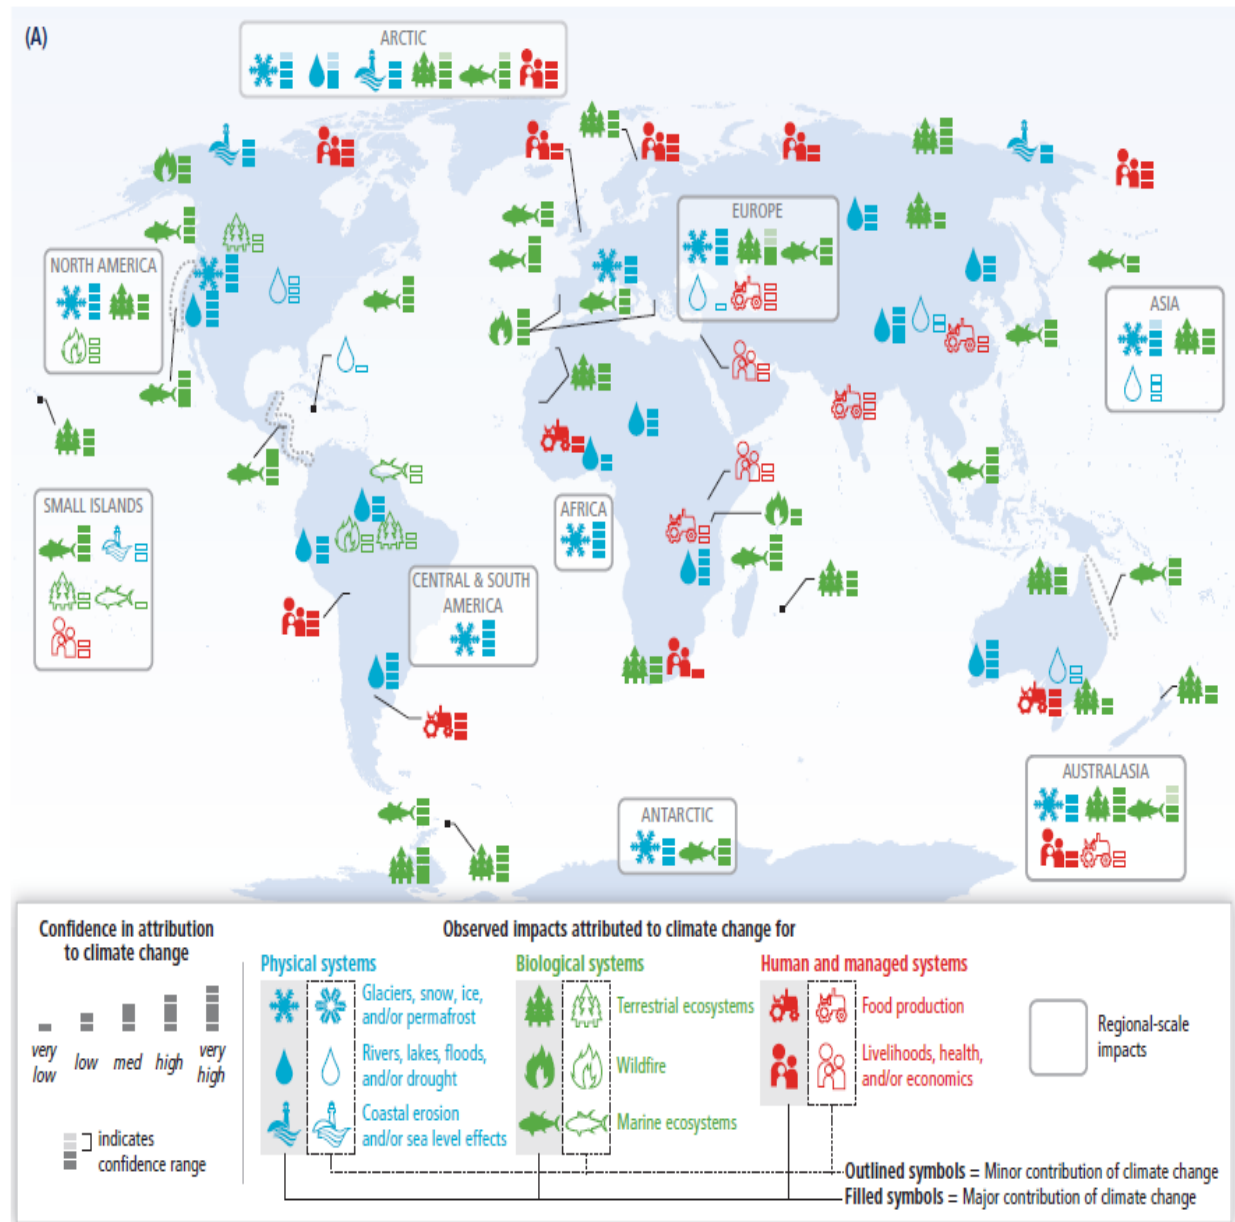 (A)
ARCTIC
EUROPE
NORTH AMERICA
ASIA
SMALL ISLANDS
AFRICA
CENTRAL & SOUTH
AMERICA
AUSTRALASIA
ANTARCTIC
Confidence in attribution
to climate change
very
low
low
med
high
very
high
indicates
confidence range
Observed impacts attributed to climate change for
Physical systems
Glaciers, snow, ice,
and/or permafrost
Rivers, lakes, floods,
and/or drought
Coastal erosion
and/or sea level effects
Biological systems
Terrestrial ecosystems
Wildfire
Marine ecosystems
Human and managed systems
Food production
Livelihoods, health,
and/or economics
Regional-scale
impacts
Outlined symbols = Minor contribution of climate change
Filled symbols = Major contribution of climate change